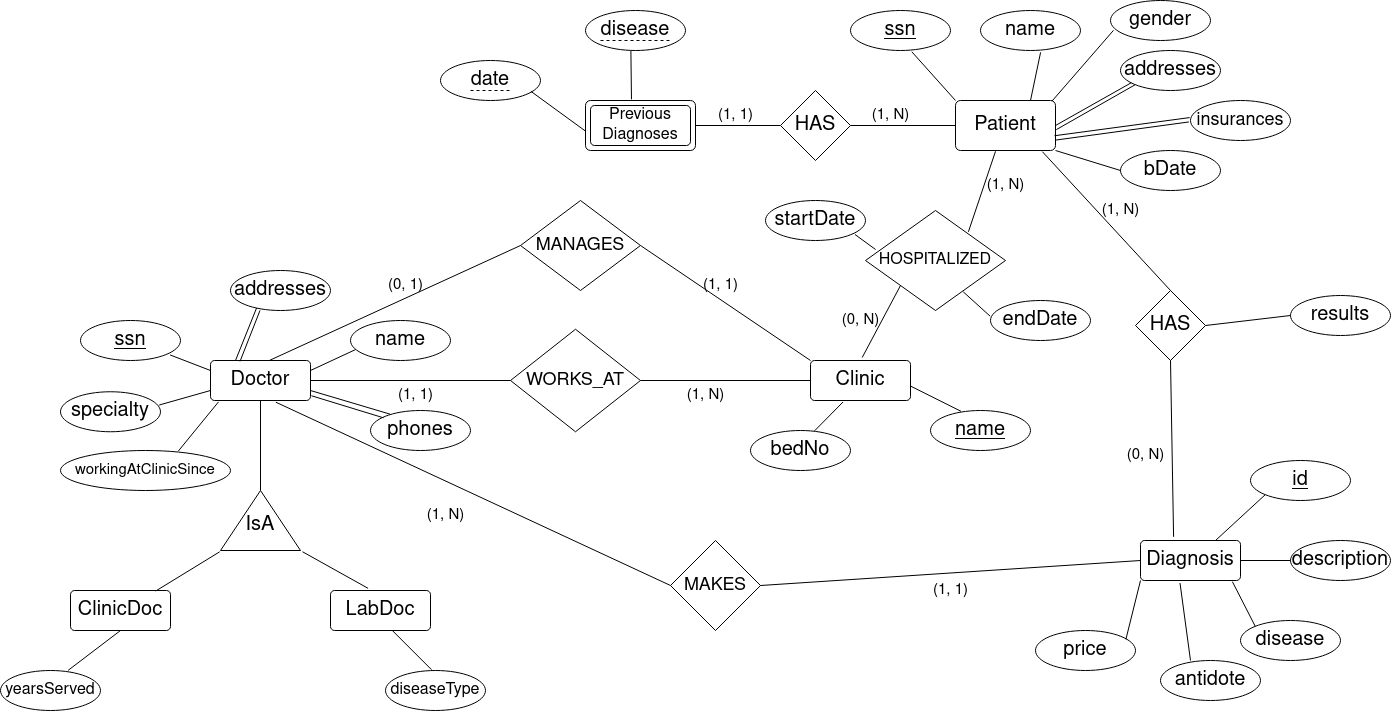 gender
disease
ssn
name
addresses
date
Previous
Diagnoses
(1, 1)
HAS
(1, N)
Patient
insurances
bDate
(1, N)
(1, N)
startDate
MANAGES
HOSPITALIZED
(0, 1)
(1, 1)
addresses
(0, N)
endDate
HAS
results
ssn
name
Doctor
WORKS_AT
Clinic
(1, 1)
(1, N)
specialty
phones
name
bedNo
workingAtClinicSince
(0, N)
id
(1, N)
IsA
Diagnosis
description
MAKES
(1, 1)
ClinicDoc
LabDoc
price
disease
antidote
yearsServed
diseaseType